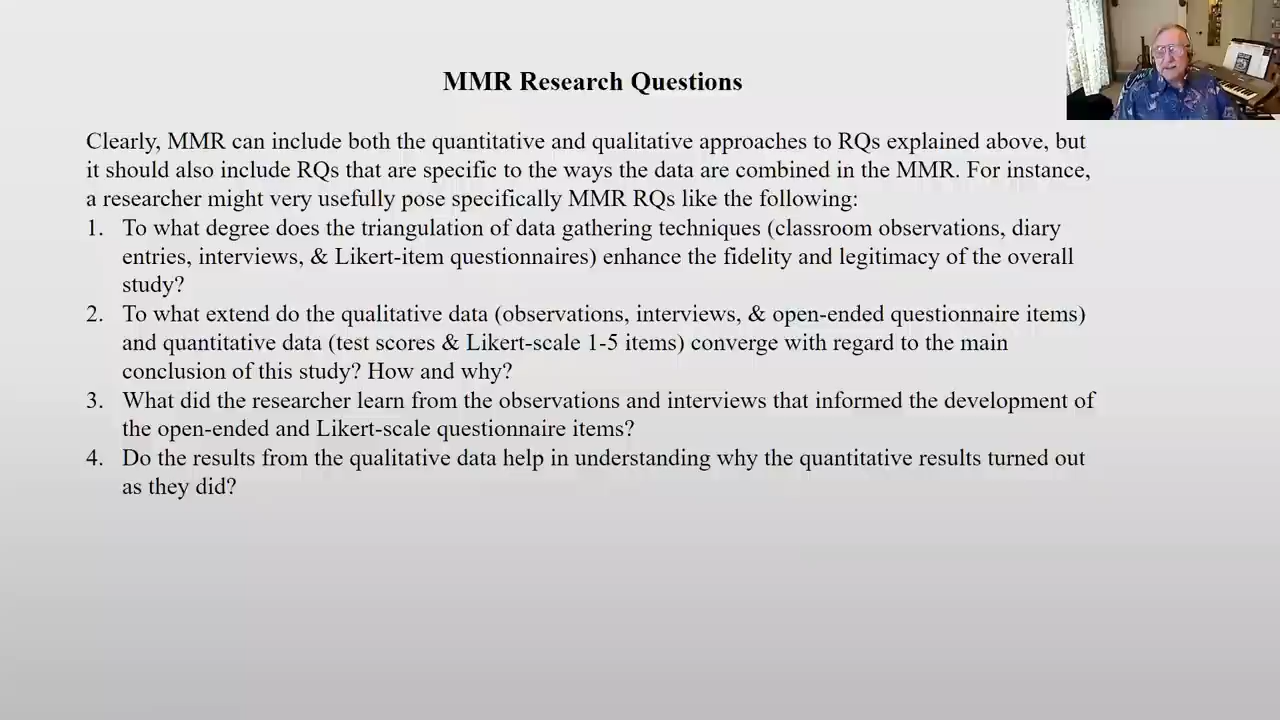 MMR Research Questions
Clearly, MMR can include both the quantitative and qualitative approaches to RQs explained above, but
it should also include RQs that are specific to the ways the data are combined in the MMR. For instance,
a researcher might very usefully pose specifically MMR RQs like the following:
1. To what degree does the triangulation of data gathering techniques (classroom observations, diary
entries, interviews, & Likert-item questionnaires) enhance the fidelity and legitimacy of the overall
study?
2. To what extend do the qualitative data (observations, interviews, & open-ended questionnaire items)
and quantitative data (test scores & Likert-scale 1-5 items) converge with regard to the main
conclusion of this study? How and why?
3. What did the researcher learn from the observations and interviews that informed the development of
the open-ended and Likert-scale questionnaire items?
4. Do the results from the qualitative data help in understanding why the quantitative results turned out
as they did?